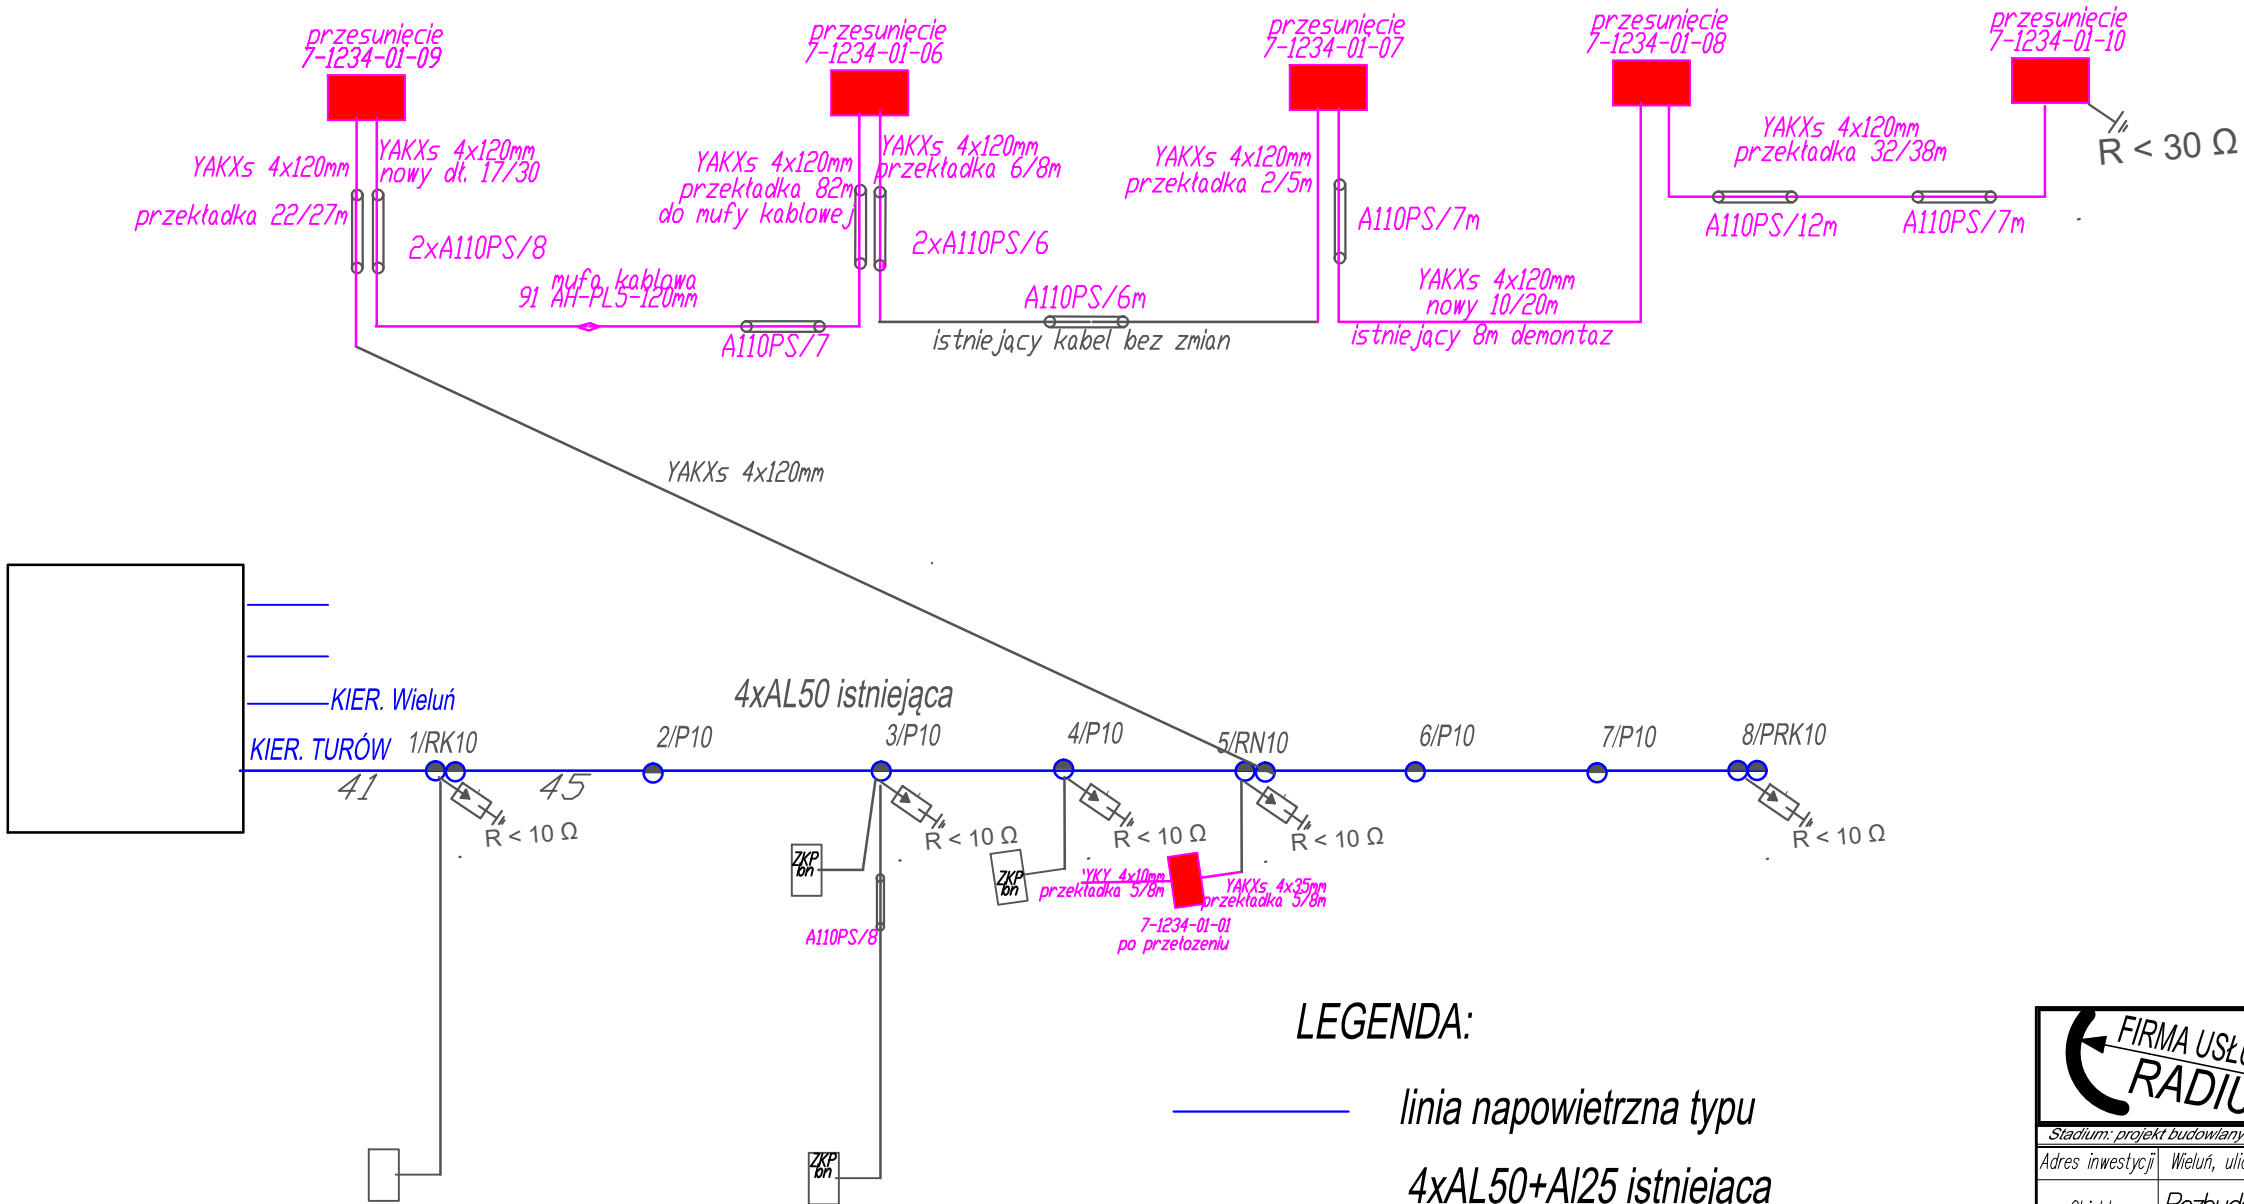 przesunięcie
7-1234-01-09
przesunięcie
7-1234-01-06
przesunięcie
7-1234-01-07
przesunięcie
7-1234-01-08
przesunięcie
7-1234-01-10
R < 30 Ω
YAKXs 4x120mm
przekładka 22/27m
YAKXs 4x120mm
nowy dł. 17/30
2xA110PS/8
YAKXs 4x120mm
przekładka 82m
do mufy kablowej
YAKXs 4x120mm
przekładka 6/8m
2xA110PS/6
YAKXs 4x120mm
przekładka 2/5m
A110PS/7m
YAKXs 4x120mm
przekładka 32/38m
A110PS/12m
A110PS/7m
mufa kablowa
91 AH-PL5-120mm
A110PS/7
A110PS/6m
istniejący kabel bez zmian
YAKXs 4x120mm
nowy 10/20m
istniejący 8m demontaz
YAKXs 4x120mm
4xAL50 istniejąca
KIER. Wieluń
KIER. TURÓW
1/RK10
2/P10
3/P10
4/P10
5/RN10
6/P10
7/P10
8/PRK10
41
45
R < 10 Ω
R < 10 Ω
R < 10 Ω
R < 10 Ω
R < 10 Ω
ZKP
bn
ZKP
bn
YKY 4x10mm
przekładka 5/8m
YAKXs 4x35mm
przekładka 5/8m
7-1234-01-01
po przełozeniu
A110PS/8
ZKP
bn
LEGENDA:
linia napowietrzna typu
4xAL50+Al25 istniejąca
FIRMA USŁU
RADIU
Stadium: projekt budowlany
Adres inwestycji
Wieluń, ulic